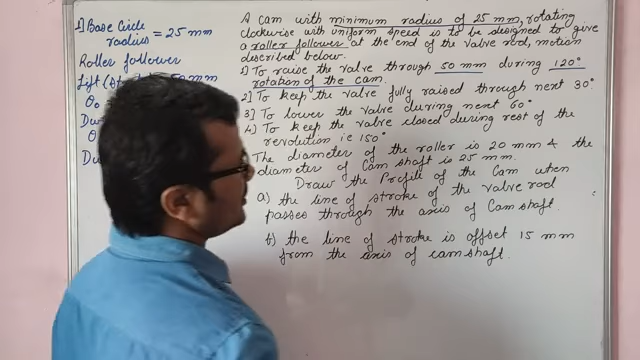 1) Base Circle
radius = 25 mm
Roller follower
Lift (
50 mm
θo
θ
A cam with minimum radius of 25 mm, rotating
clockwise with uniform speed is to be designed to give
a roller follower at the end of the valve rod, motion
described below.
1) To raise the valve through 50 mm during 120°
rotation of the cam.
2) To keep the valve fully raised through next 30°
3) To lower the valve during next 60°
4) To keep the valve closed during rest of the
revolution i.e 150°
The diameter of the roller is 20 mm & the
diameter of Cam shaft is 25 mm.
Draw the Profile of the Cam when
a) the line of stroke of the valve rod
passes through the axis of Cam shaft.
b) the line of stroke is offset 15 mm
from the axis of cam shaft.